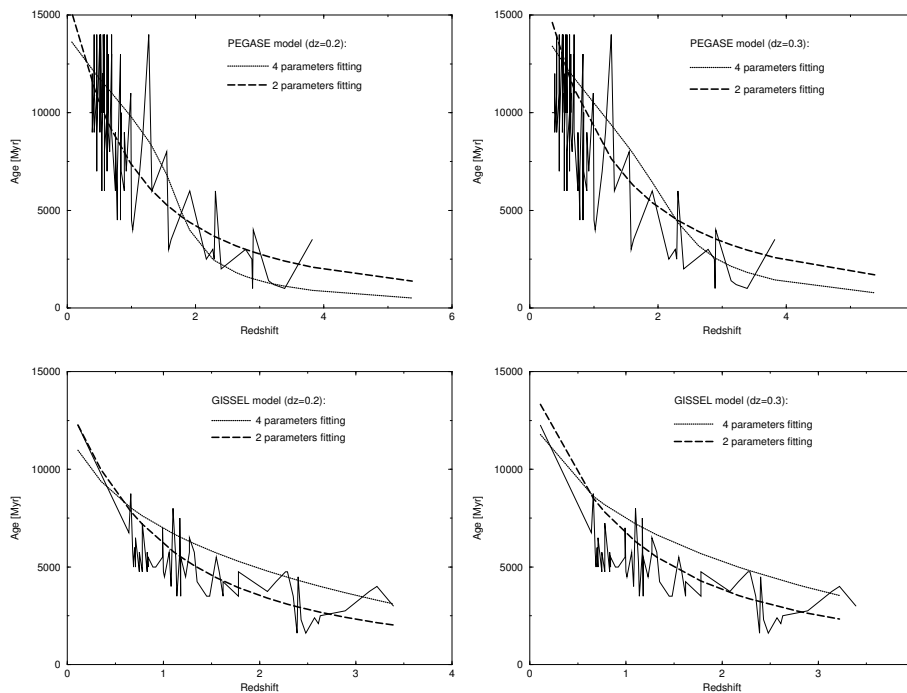 15000
10000
5000
0
Age [Myr]
PEGASE model (dz=0.2):
4 parameters fitting
2 parameters fitting
0 2 4 6
Redshift
15000
10000
5000
0
Age [Myr]
PEGASE model (dz=0.3):
4 parameters fitting
2 parameters fitting
0 2 4
Redshift
15000
10000
5000
0
Age [Myr]
GISSEL model (dz=0.2):
4 parameters fitting
2 parameters fitting
0 1 2 3 4
Redshift
15000
10000
5000
0
Age [Myr]
GISSEL model (dz=0.3):
4 parameters fitting
2 parameters fitting
0 1 2 3
Redshift